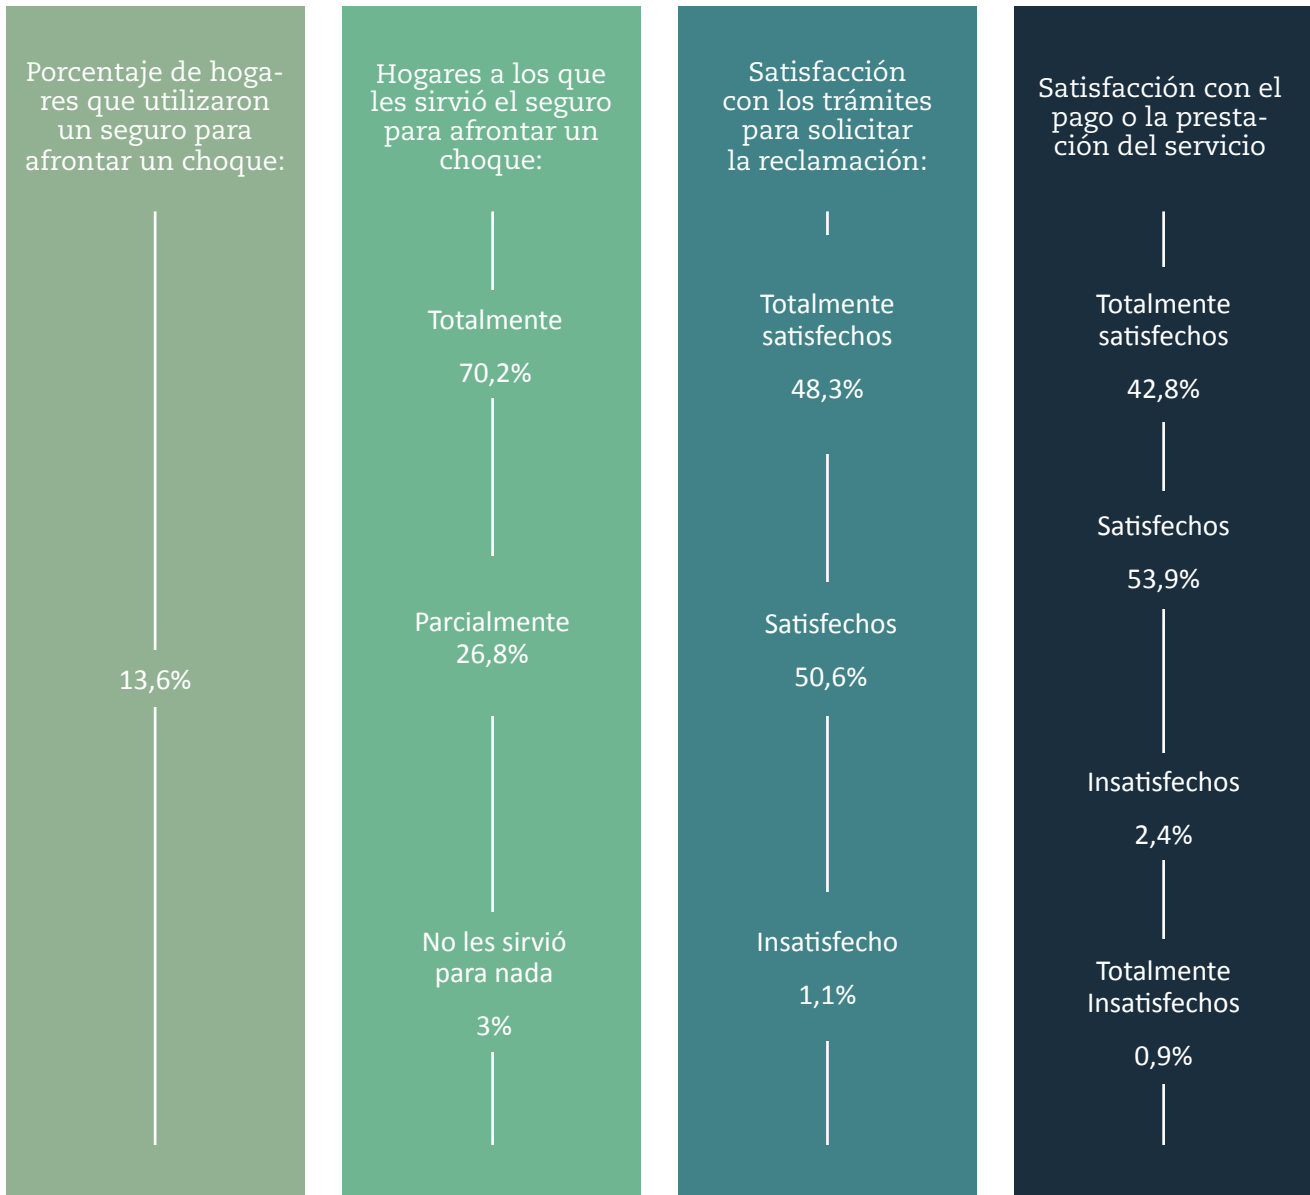 Porcentaje de hoga-
res que utilizaron
un seguro para
afrontar un choque:
13,6%
Hogares a los que
les sirvió el seguro
para afrontar un
choque:
Totalmente
70,2%
Parcialmente
26,8%
No les sirvió
para nada
3%
Satisfacción
con los trámites
para solicitar
la reclamación:
Totalmente
satisfechos
48,3%
Satisfechos
50,6%
Insatisfecho
1,1%
Satisfacción con el
pago o la presta-
ción del servicio
Totalmente
satisfechos
42,8%
Satisfechos
53,9%
Insatisfechos
2,4%
Totalmente
Insatisfechos
0,9%